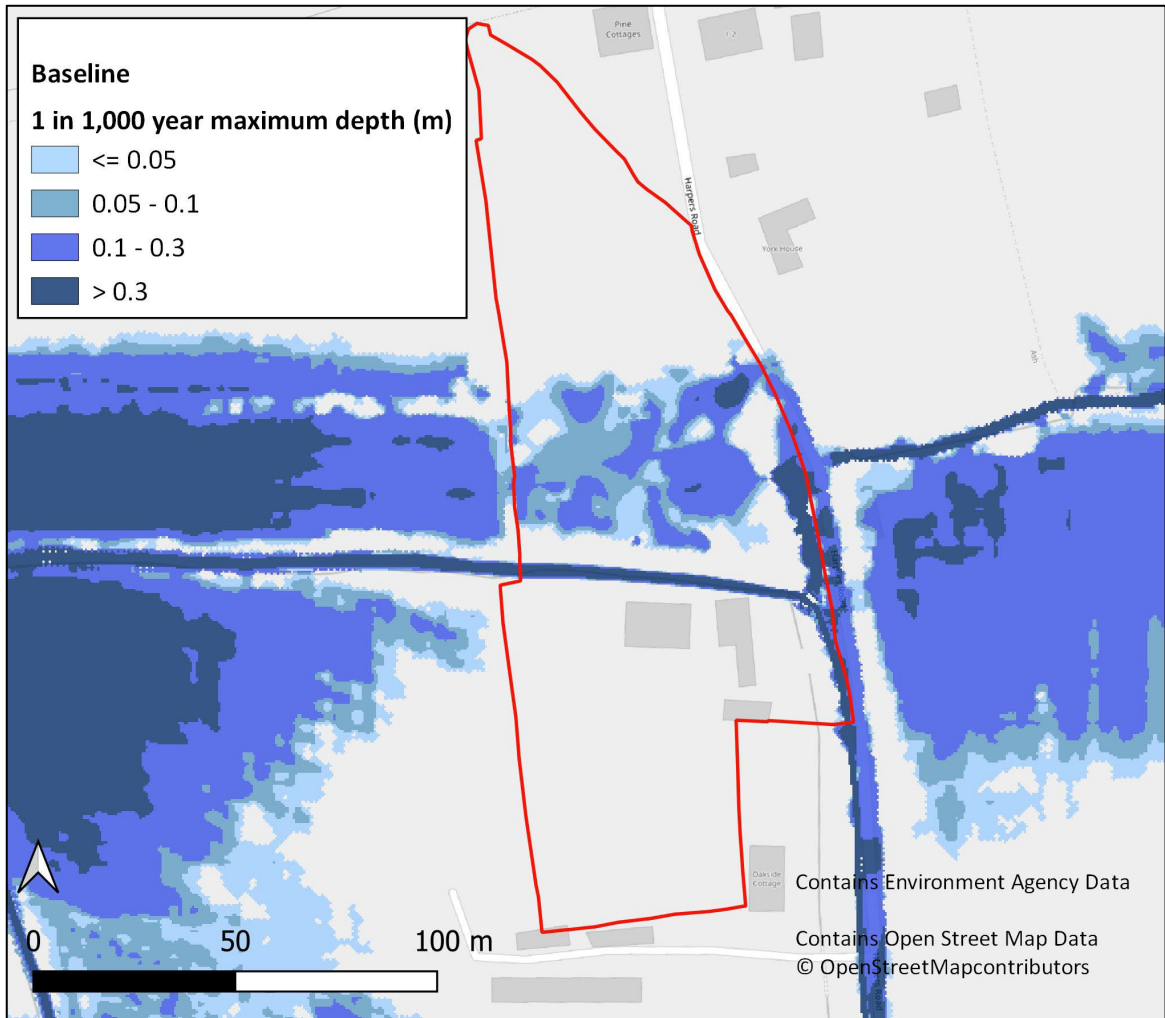 Baseline
1 in 1,000 year maximum depth (m)
<= 0.05
0.05 - 0.1
0.1 - 0.3
> 0.3
Pine
Cottages
1-2
Harpers Road
York House
Ash
Oakside
Cottage
Contains Environment Agency Data
Contains Open Street Map Data
© OpenStreetMapcontributors
0 50 100 m